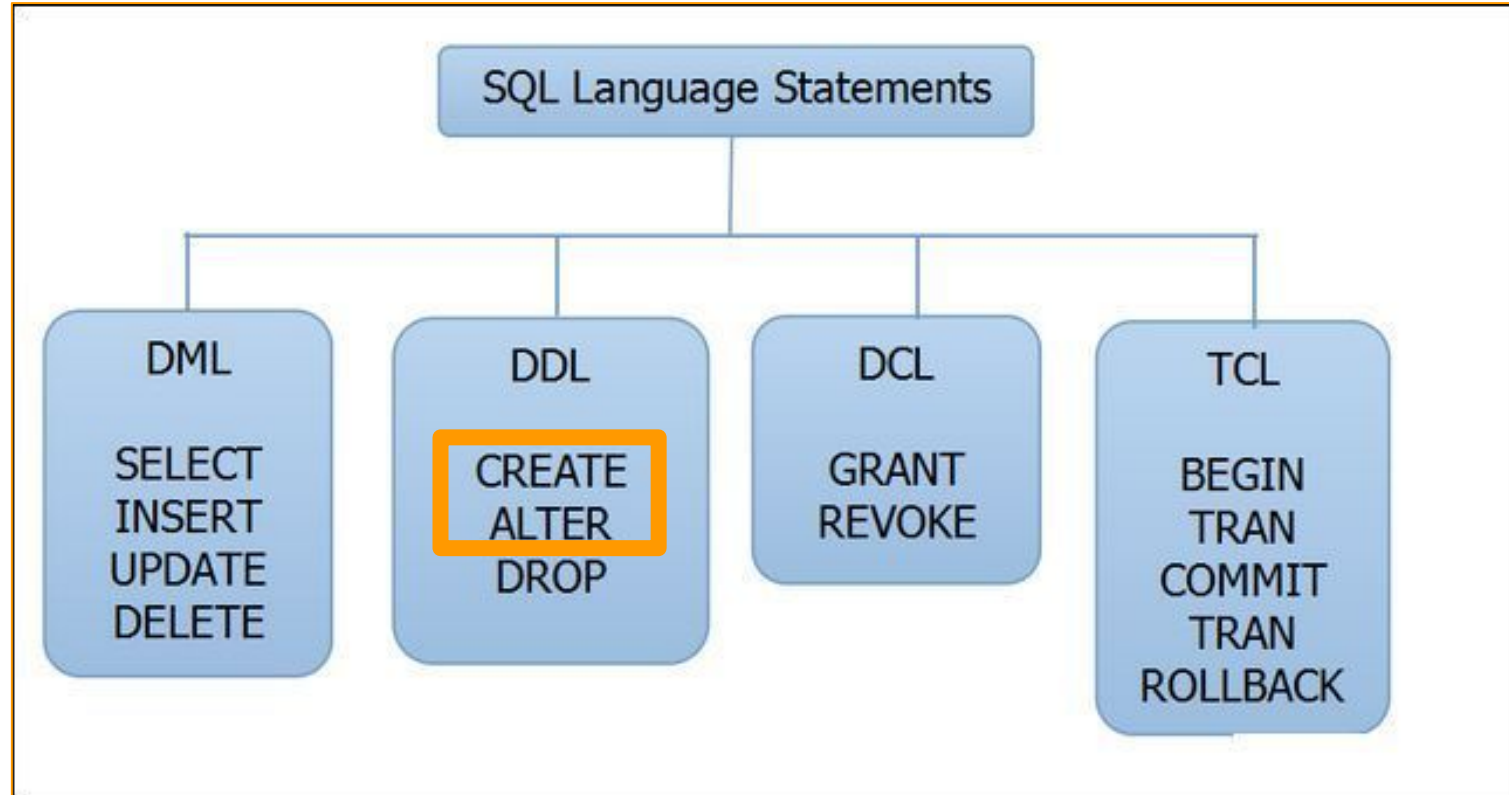 SQL Language Statements
DML
SELECT
INSERT
UPDATE
DELETE
DDL
CREATE
ALTER
DROP
DCL
GRANT
REVOKE
TCL
BEGIN
TRAN
COMMIT
TRAN
ROLLBACK